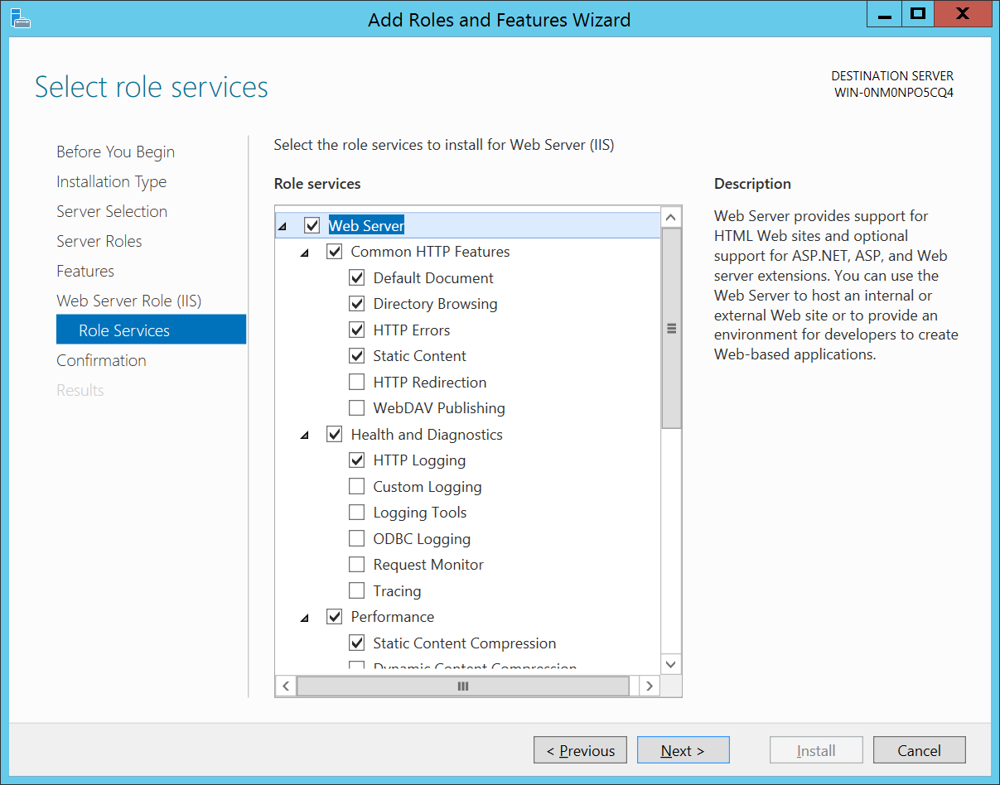 Add Roles and Features Wizard
Select role services
DESTINATION SERVER
WIN-0NM0NPO5CQ4
Before You Begin
Installation Type
Server Selection
Server Roles
Features
Web Server Role (IIS)
Role Services
Confirmation
Results
Select the role services to install for Web Server (IIS)
Role services
Web Server
Common HTTP Features
Default Document
Directory Browsing
HTTP Errors
Static Content
HTTP Redirection
WebDAV Publishing
Health and Diagnostics
HTTP Logging
Custom Logging
Logging Tools
ODBC Logging
Request Monitor
Tracing
Performance
Static Content Compression
Dynamic Content Compression
Description
Web Server provides support for
HTML Web sites and optional
support for ASP.NET, ASP, and Web
server extensions. You can use the
Web Server to host an internal or
external Web site or to provide an
environment for developers to create
Web-based applications.
< Previous
Next >
Install
Cancel